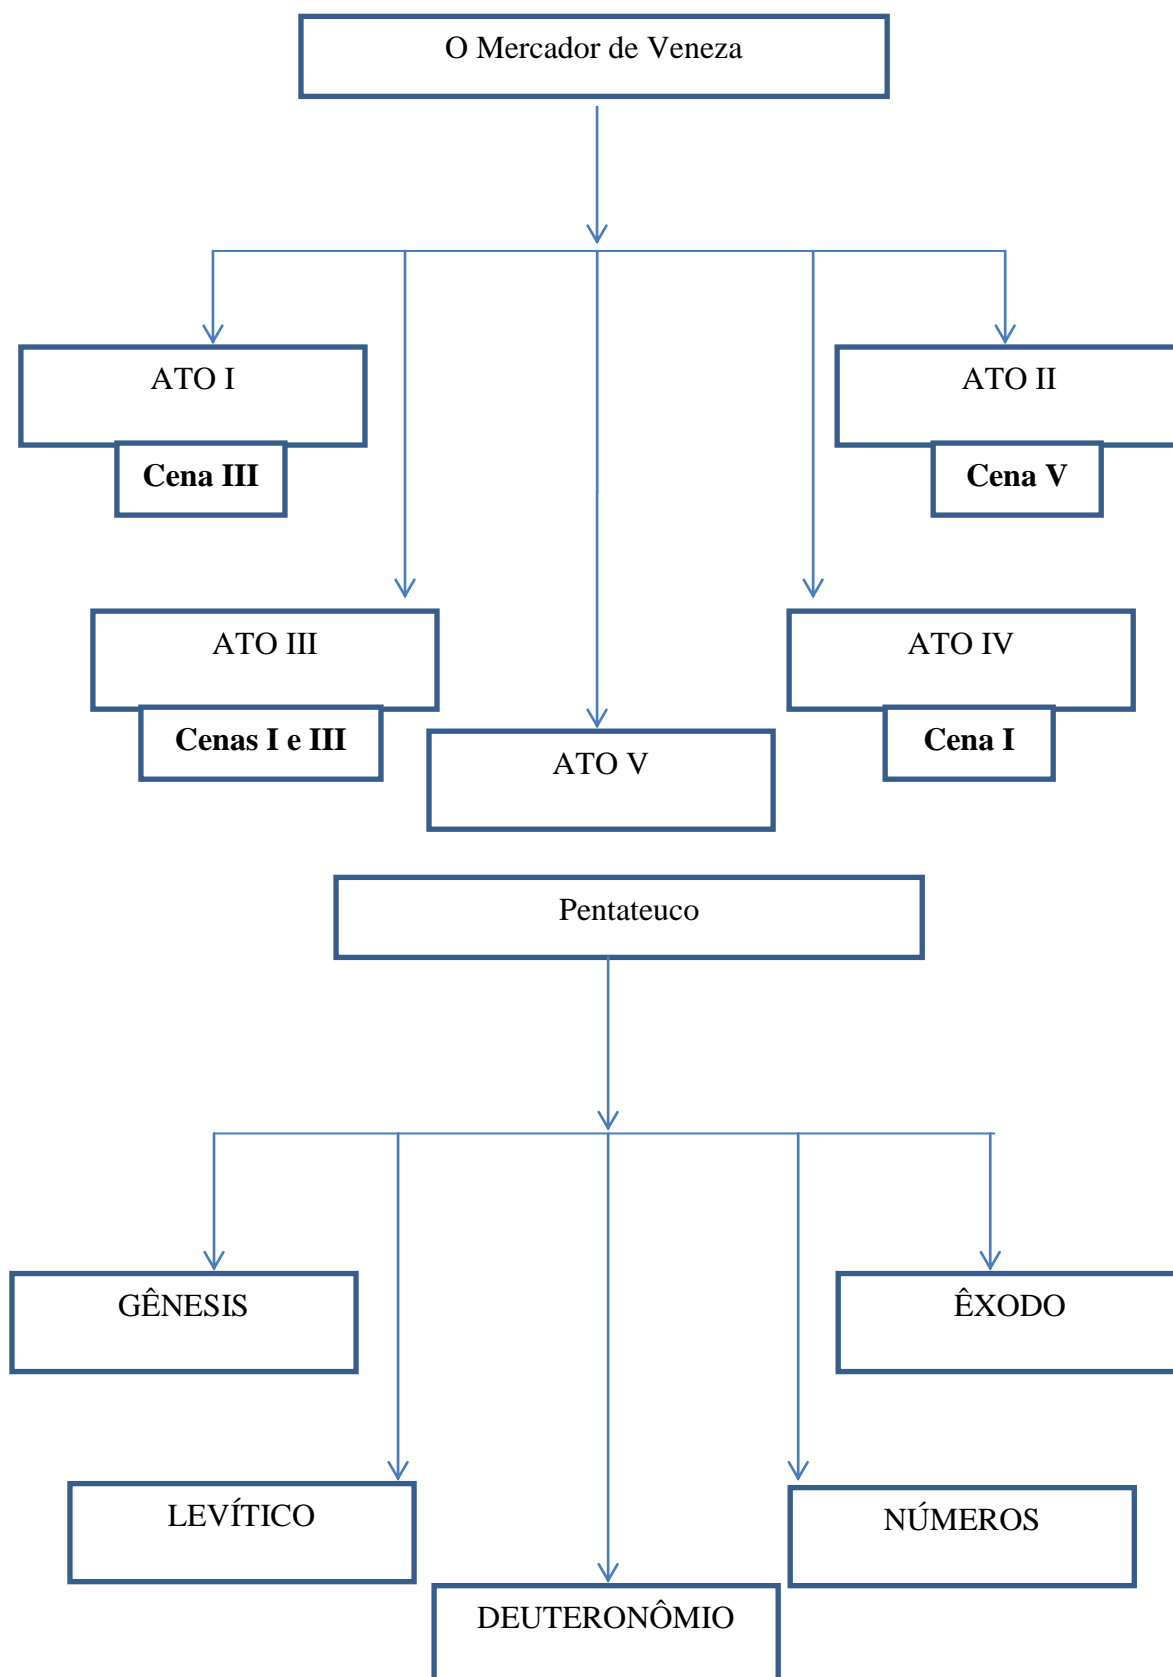 O Mercador de Veneza
ATO I
ATO II
Cena III
Cena V
ATO III
ATO IV
Cenas I e III
Cena I
ATO V
Pentateuco
GÊNESIS
ÊXODO
LEVÍTICO
NÚMEROS
DEUTERONÔMIO